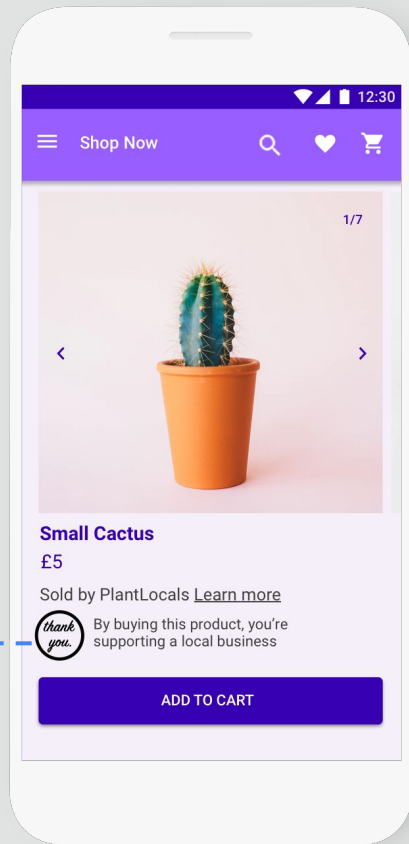 12:30
Shop Now
1/7
Small Cactus
£5
Sold by PlantLocals Learn more
thank
you.
By buying this product, you're
supporting a local business
ADD TO CART